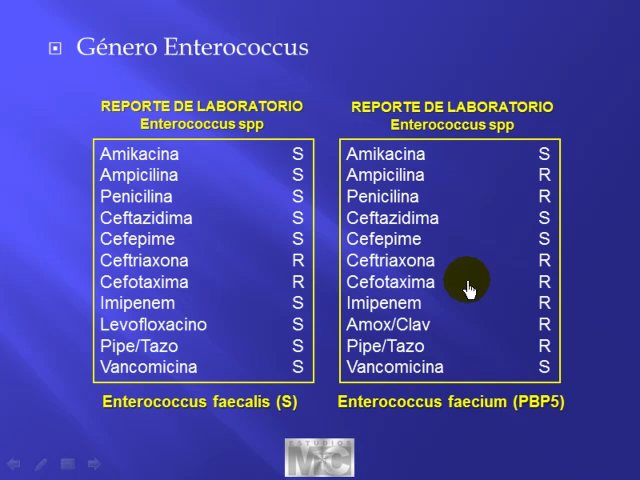 Género Enterococcus
REPORTE DE LABORATORIO
Enterococcus spp
Amikacina S
Ampicilina S
Penicilina S
Ceftazidima S
Cefepime S
Ceftriaxona R
Cefotaxima R
Imipenem S
Levofloxacino S
Pipe/Tazo S
Vancomicina S
Enterococcus faecalis (S)
REPORTE DE LABORATORIO
Enterococcus spp
Amikacina S
Ampicilina R
Penicilina R
Ceftazidima S
Cefepime S
Ceftriaxona R
Cefotaxima R
Imipenem R
Amox/Clav R
Pipe/Tazo R
Vancomicina S
Enterococcus faecium (PBP5)
ESTUDIOS
MC